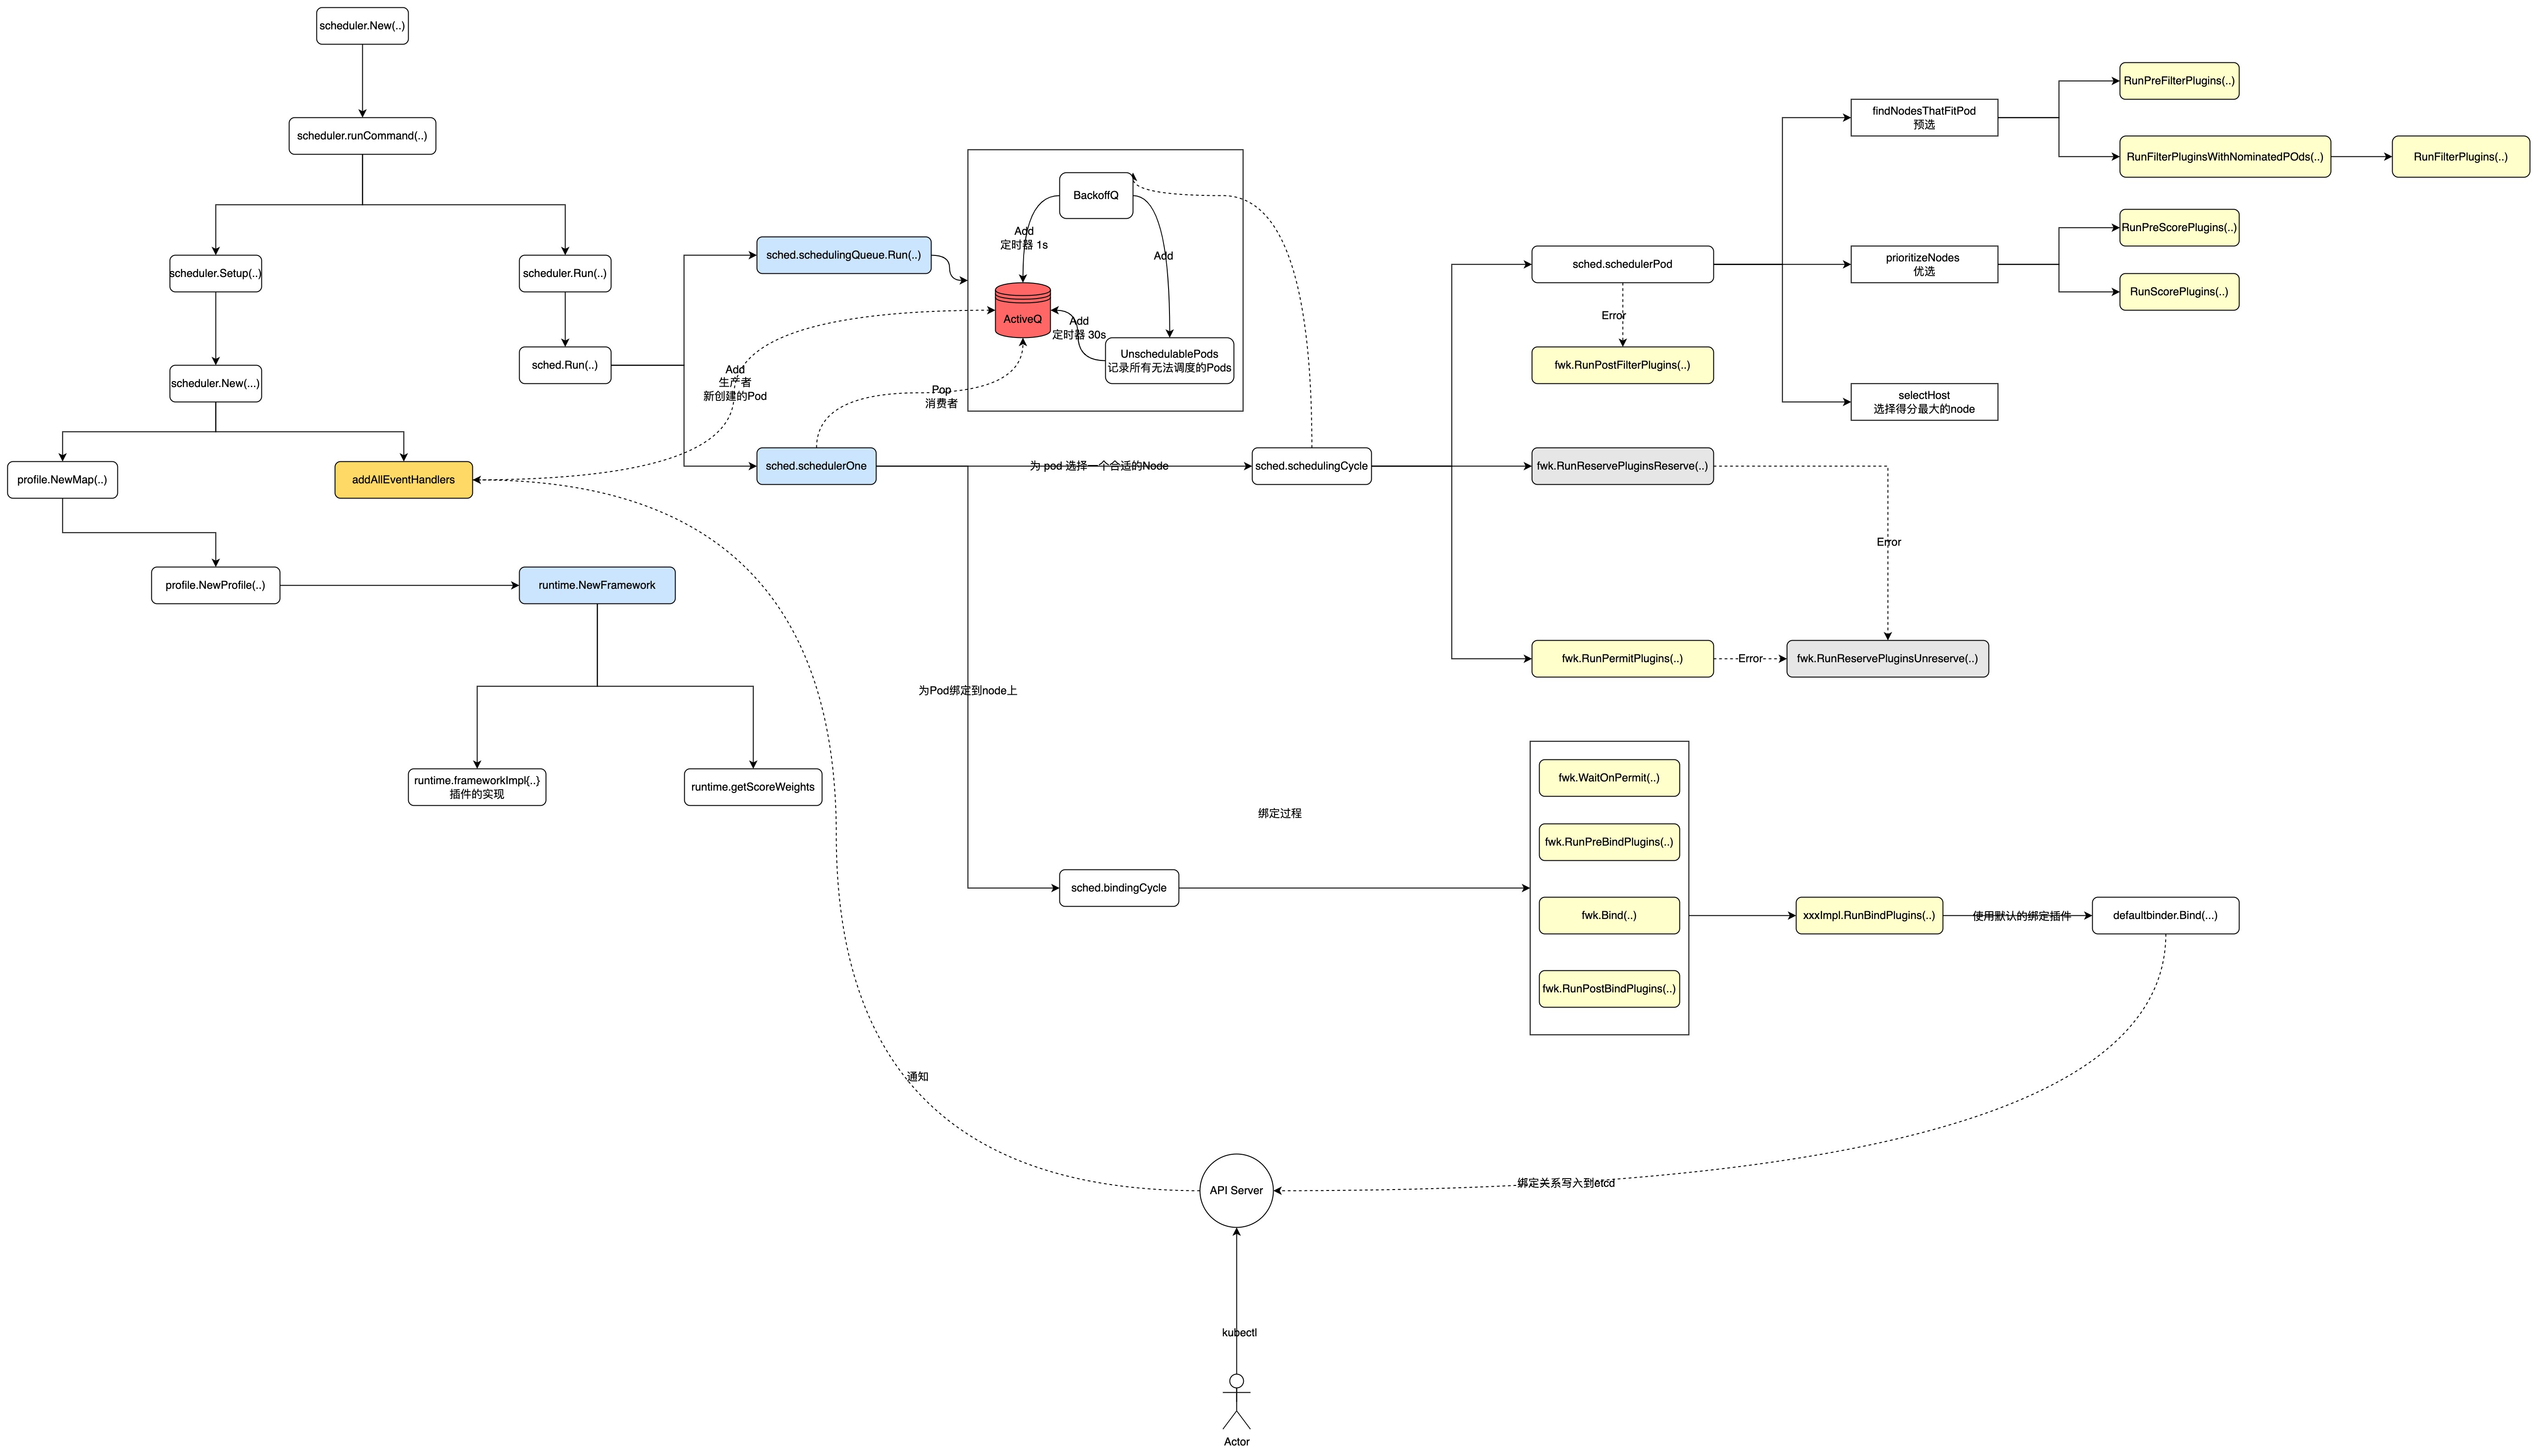 scheduler.New(..)
scheduler.runCommand(..)
scheduler.Setup(..)
scheduler.Run(..)
scheduler.New(...)
sched.Run(..)
profile.NewMap(..)
addAllEventHandlers
profile.NewProfile(..)
runtime.NewFramework
runtime.frameworkImpl{..}
插件的实现
runtime.getScoreWeights
sched.schedulingQueue.Run(..)
BackoffQ
Add
定时器 1s
Add
ActiveQ
Add
定时器 30s
UnschedulablePods
记录所有无法调度的Pods
Add
生产者
新创建的Pod
Pop
消费者
sched.schedulerOne
为 pod 选择一个合适的Node
sched.schedulingCycle
为Pod绑定到node上
sched.schedulerPod
Error
fwk.RunPostFilterPlugins(..)
findNodesThatFitPod
预选
RunPreFilterPlugins(..)
RunFilterPluginsWithNominatedPOds(..)
RunFilterPlugins(..)
prioritizeNodes
优选
RunPreScorePlugins(..)
RunScorePlugins(..)
selectHost
选择得分最大的node
fwk.RunReservePluginsReserve(..)
Error
fwk.RunPermitPlugins(..)
Error
fwk.RunReservePluginsUnreserve(..)
绑定过程
sched.bindingCycle
fwk.WaitOnPermit(..)
fwk.RunPreBindPlugins(..)
fwk.Bind(..)
fwk.RunPostBindPlugins(..)
xxxImpl.RunBindPlugins(..)
使用默认的绑定插件
defaultbinder.Bind(...)
通知
API Server
绑定关系写入到etcd
kubectl
Actor